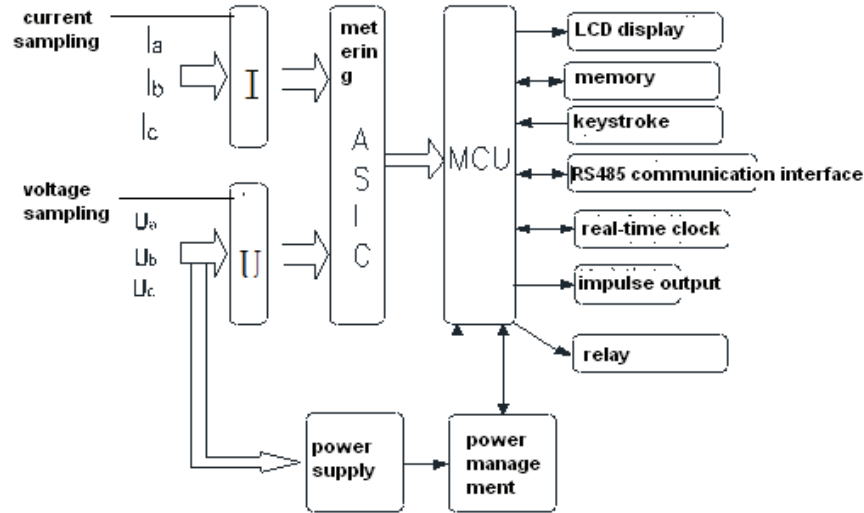 current
sampling
Ia
Ib
Ic
I
met
erin
g
A
S
I
C
MCU
LCD display
memory
keystroke
RS485 communication interface
real-time clock
impulse output
relay
voltage
sampling
Ua
Ub
Uc
U
power
supply
power
manage
ment